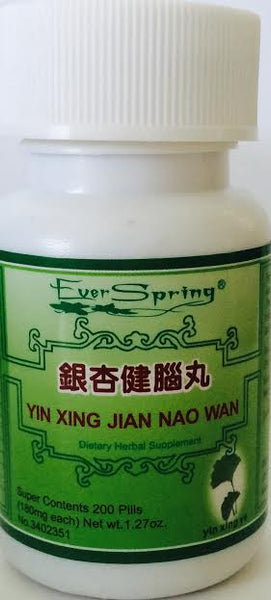 Ever Spring®
銀杏健腦丸
YIN XING JIAN NAO WAN
Dietary Herbal Supplement
Super Contents 200 Pills
(180mg each) Net wt.1.27oz.
No.3402351
yin xing ye